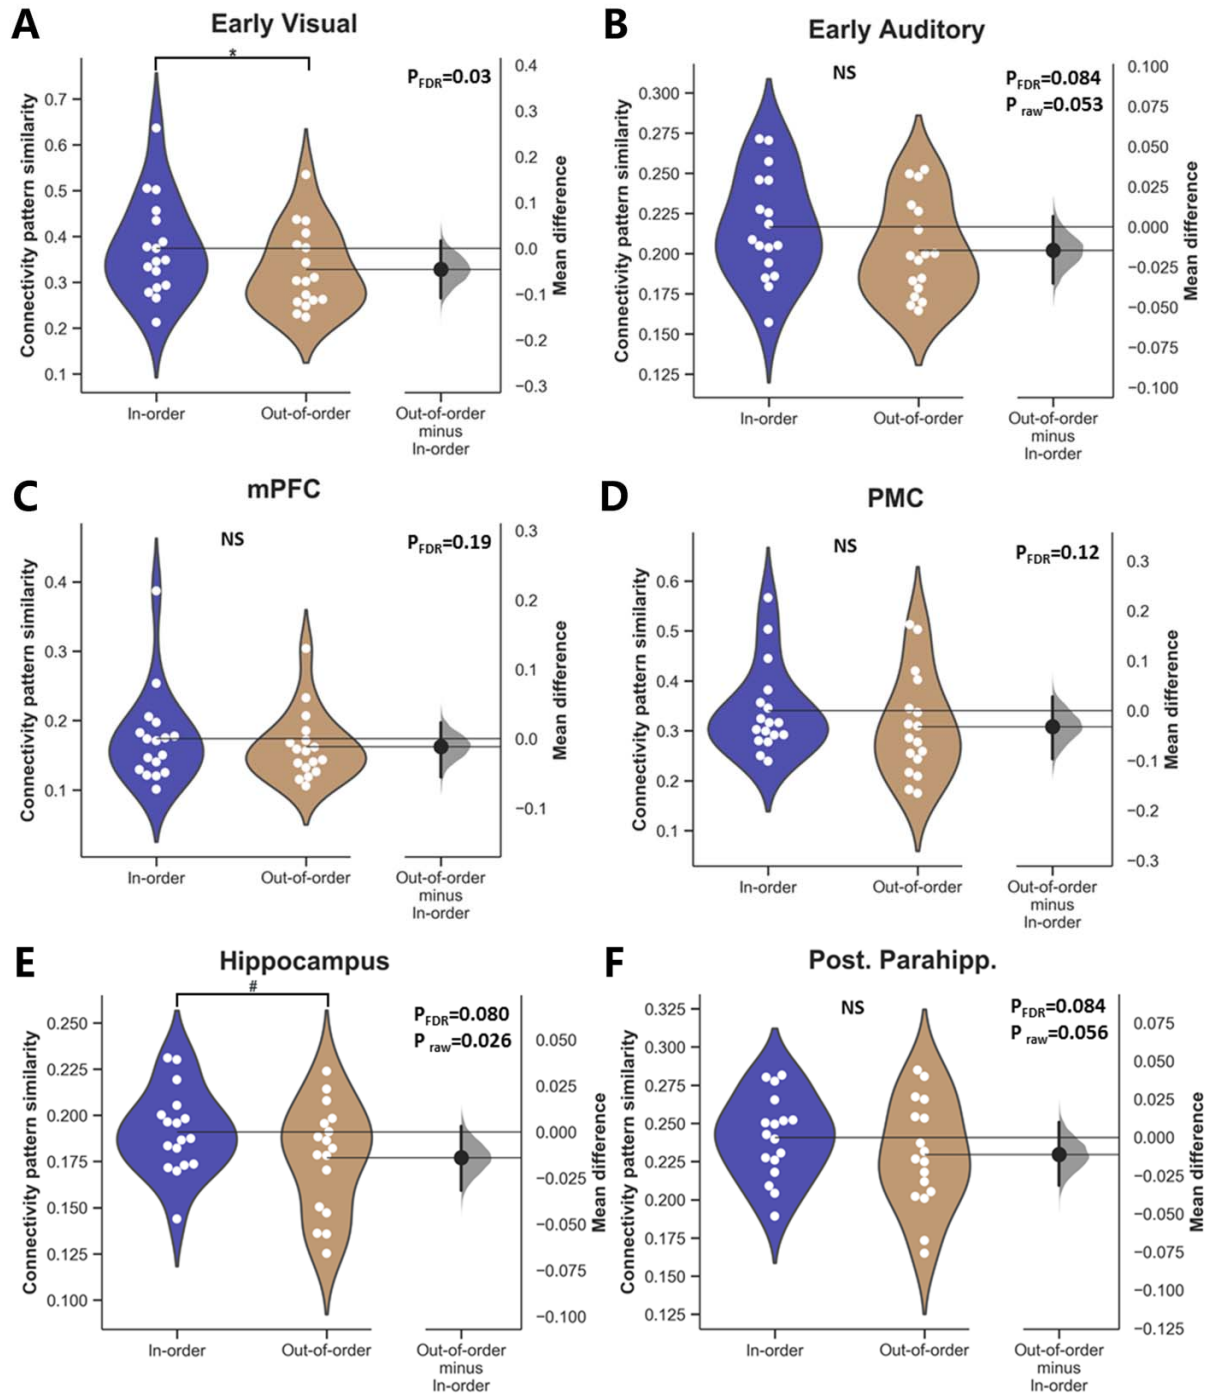 A
Early Visual
*
P FDR=0.03
Connectivity pattern similarity
0.7
0.6
0.5
0.4
0.3
0.2
0.1
0.4
0.3
0.2
0.1
0.0
−0.1
−0.2
−0.3
Mean difference
In-order
Out-of-order
Out-of-order
minus
In-order
B
Early Auditory
NS
P FDR=0.084
P raw=0.053
Connectivity pattern similarity
0.300
0.275
0.250
0.225
0.200
0.175
0.150
0.125
0.100
0.075
0.050
0.025
0.000
−0.025
−0.050
−0.075
−0.100
Mean difference
In-order
Out-of-order
Out-of-order
minus
In-order
C
mPFC
NS
P FDR=0.19
Connectivity pattern similarity
0.4
0.3
0.2
0.1
0.3
0.2
0.1
0.0
−0.1
Mean difference
In-order
Out-of-order
Out-of-order
minus
In-order
D
PMC
NS
P FDR=0.12
Connectivity pattern similarity
0.6
0.5
0.4
0.3
0.2
0.1
0.3
0.2
0.1
0.0
−0.1
−0.2
−0.3
Mean difference
In-order
Out-of-order
Out-of-order
minus
In-order
E
Hippocampus
#
P FDR=0.080
P raw=0.026
Connectivity pattern similarity
0.250
0.225
0.200
0.175
0.150
0.125
0.100
0.050
0.025
0.000
−0.025
−0.050
−0.075
−0.100
Mean difference
In-order
Out-of-order
Out-of-order
minus
In-order
F
Post. Parahipp.
NS
P FDR=0.084
P raw=0.056
Connectivity pattern similarity
0.325
0.300
0.275
0.250
0.225
0.200
0.175
0.150
0.125
0.075
0.050
0.025
0.000
−0.025
−0.050
−0.075
−0.100
−0.125
Mean difference
In-order
Out-of-order
Out-of-order
minus
In-order